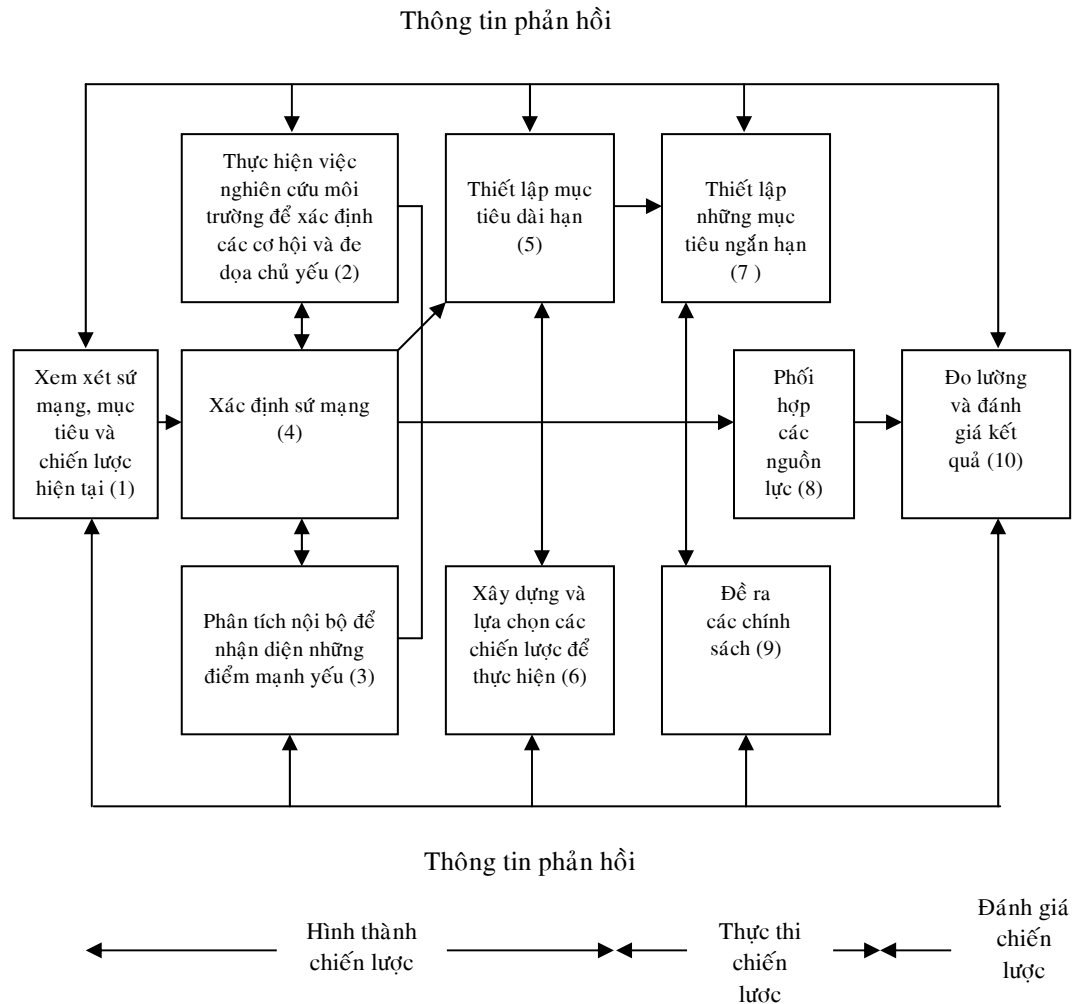 Thông tin phản hồi
Thực hiện việc
nghiên cứu môi
trường để xác định
các cơ hội và đe
dọa chủ yếu (2)
Thiết lập mục
tiêu dài hạn
(5)
Thiết lập
những mục
tiêu ngắn hạn
(7 )
Xem xét sứ
mạng, mục
tiêu và
chiến lược
hiện tại (1)
Xác định sứ mạng
(4)
Phối
hợp
các
nguồn
lực (8)
Đo lường
và đánh
giá kết
quả (10)
Phân tích nội bộ để
nhận diện những
điểm mạnh yếu (3)
Xây dựng và
lựa chọn các
chiến lược để
thực hiện (6)
Đề ra
các chính
sách (9)
Thông tin phản hồi
Hình thành
chiến lược
Thực thi
chiến
lươc
Đánh giá
chiến
lược